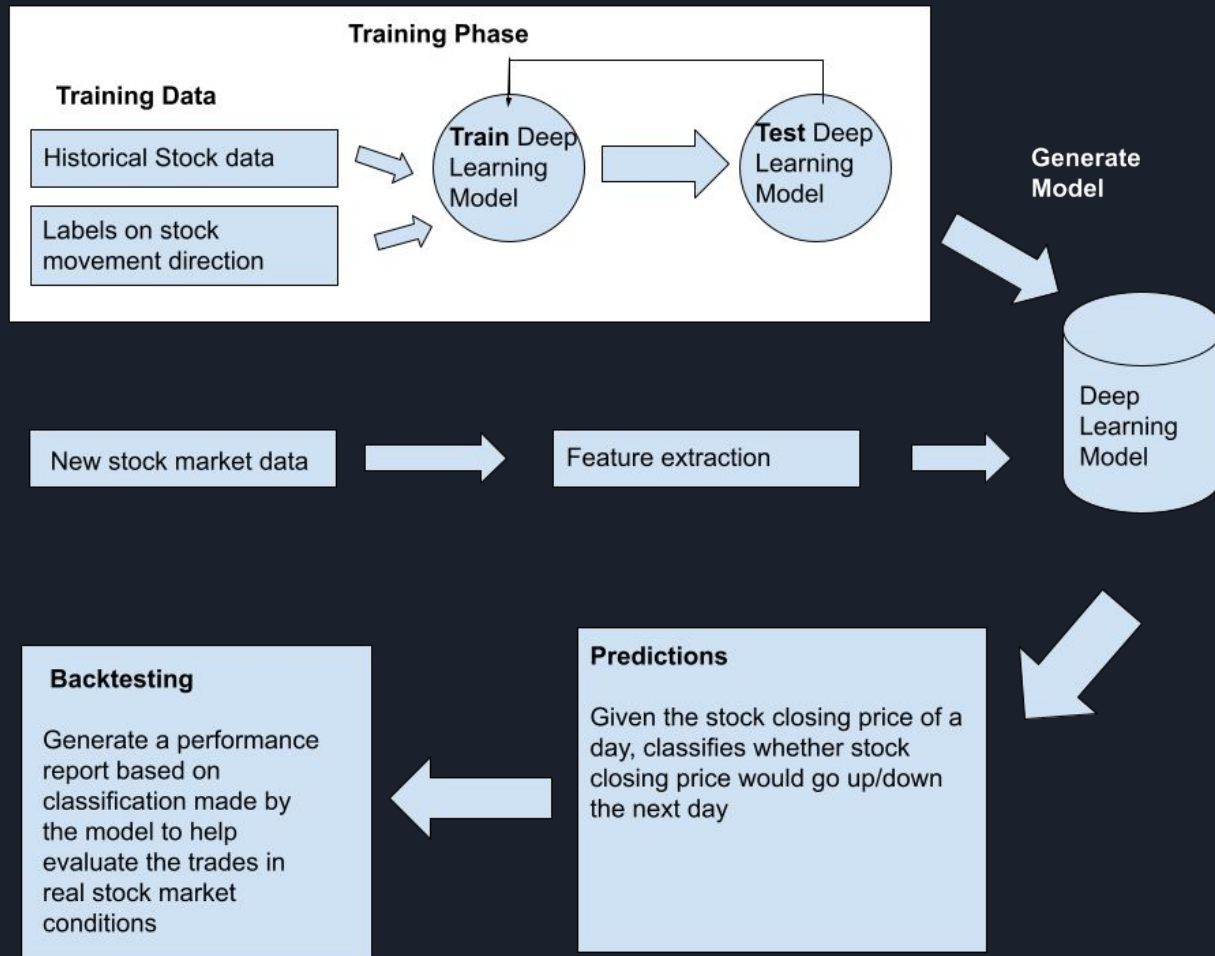 Training Phase
Training Data
Historical Stock data
Labels on stock
movement direction
Train Deep
Learning
Model
Test Deep
Learning
Model
Generate
Model
Deep
Learning
Model
New stock market data
Feature extraction
Predictions
Given the stock closing price of a
day, classifies whether stock
closing price would go up/down
the next day
Backtesting
Generate a performance
report based on
classification made by
the model to help
evaluate the trades in
real stock market
conditions